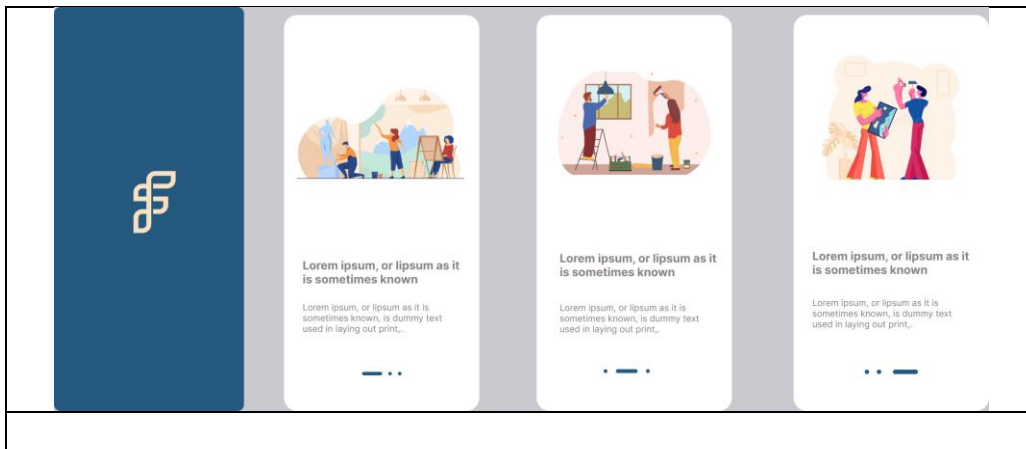 Lorem ipsum, or lipsum as it
is sometimes known
Lorem ipsum, or lipsum as it is
sometimes known, is dummy text
used in laying out print,.
Lorem ipsum, or lipsum as it
is sometimes known
Lorem ipsum, or lipsum as it is
sometimes known, is dummy text
used in laying out print,.
Lorem ipsum, or lipsum as it
is sometimes known
Lorem ipsum, or lipsum as it is
sometimes known, is dummy text
used in laying out print,.